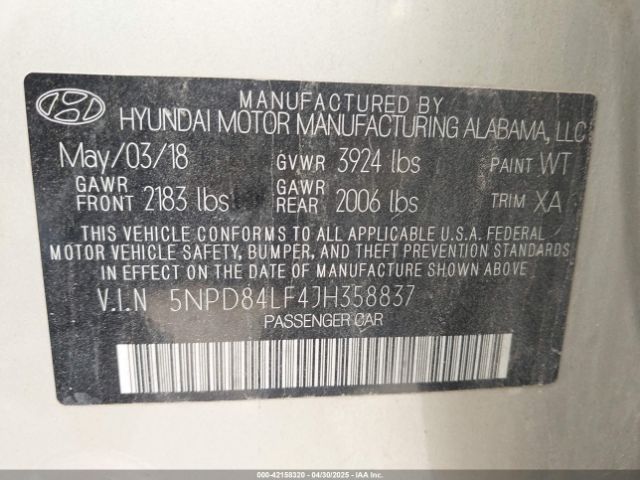 MANUFACTURED BY
HYUNDAI MOTOR MANUFACTURING ALABAMA, LLC
May/03/18 GVWR 3924 lbs PAINT WT
GAWR FRONT 2183 lbs GAWR REAR 2006 lbs TRIM XA
THIS VEHICLE CONFORMS TO ALL APPLICABLE U.S.A. FEDERAL
MOTOR VEHICLE SAFETY, BUMPER, AND THEFT PREVENTION STANDARDS
IN EFFECT ON THE DATE OF MANUFACTURE SHOWN ABOVE.
V.I.N 5NPD84LF4JH358837
PASSENGER CAR
000-42158320 - 04/30/2025 - IAA Inc.